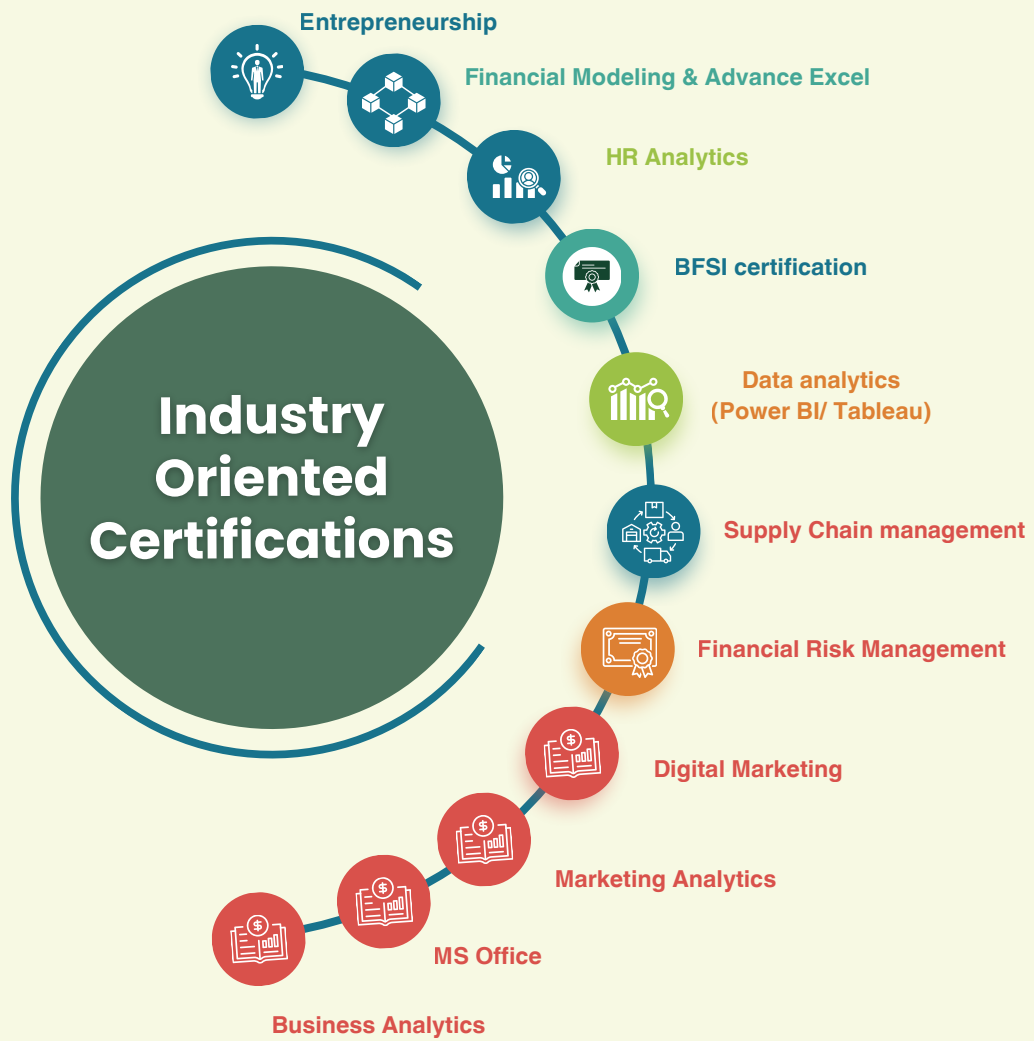 Entrepreneurship
Financial Modeling & Advance Excel
HR Analytics
BFSI certification
Data analytics
(Power BI/ Tableau)
Industry
Oriented
Certifications
Supply Chain management
Financial Risk Management
Digital Marketing
Marketing Analytics
MS Office
Business Analytics